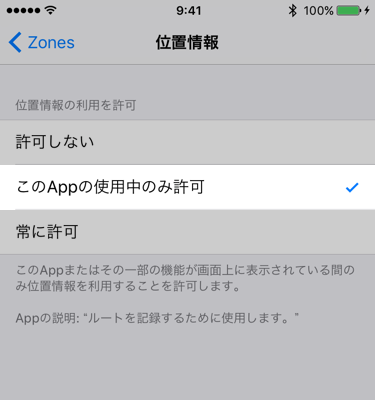 9:41
100%
Zones
位置情報
位置情報の利用を許可
許可しない
このAppの使用中のみ許可
常に許可
このAppまたはその一部の機能が画面上に表示されている間の
み位置情報を利用することを許可します。
Appの説明: “ルートを記録するために使用します。”